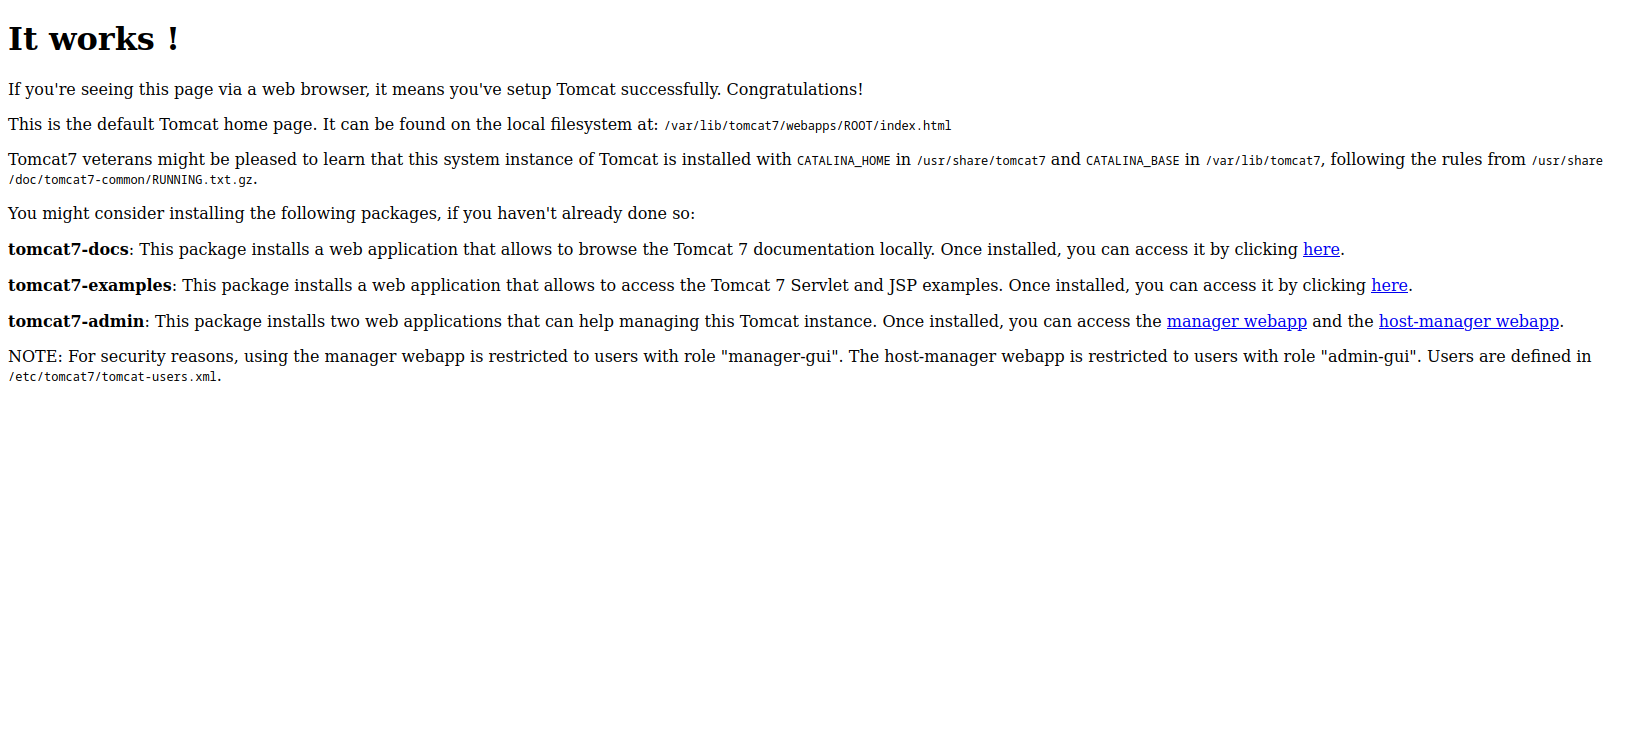 It works !
If you're seeing this page via a web browser, it means you've setup Tomcat successfully. Congratulations!
This is the default Tomcat home page. It can be found on the local filesystem at: /var/lib/tomcat7/webapps/ROOT/index.html
Tomcat7 veterans might be pleased to learn that this system instance of Tomcat is installed with CATALINA_HOME in /usr/share/tomcat7 and CATALINA_BASE in /var/lib/tomcat7, following the rules from /usr/share
/doc/tomcat7-common/RUNNING.txt.gz.
You might consider installing the following packages, if you haven't already done so:
tomcat7-docs: This package installs a web application that allows to browse the Tomcat 7 documentation locally. Once installed, you can access it by clicking here.
tomcat7-examples: This package installs a web application that allows to access the Tomcat 7 Servlet and JSP examples. Once installed, you can access it by clicking here.
tomcat7-admin: This package installs two web applications that can help managing this Tomcat instance. Once installed, you can access the manager webapp and the host-manager webapp.
NOTE: For security reasons, using the manager webapp is restricted to users with role "manager-gui". The host-manager webapp is restricted to users with role "admin-gui". Users are defined in
/etc/tomcat7/tomcat-users.xml.